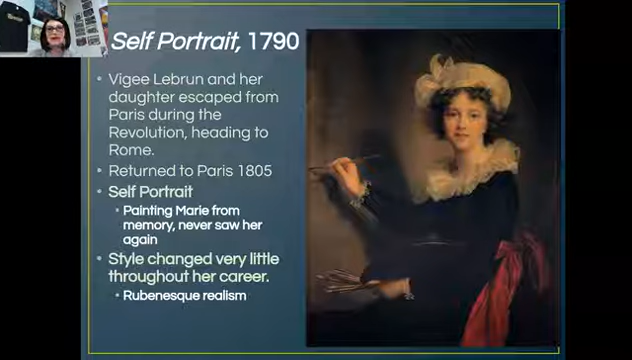 Self Portrait, 1790
• Vigee Lebrun and her
daughter escaped from
Paris during the
Revolution, heading to
Rome.
• Returned to Paris 1805
• Self Portrait
• Painting Marie from
memory, never saw her
again
• Style changed very little
throughout her career.
• Rubenesque realism